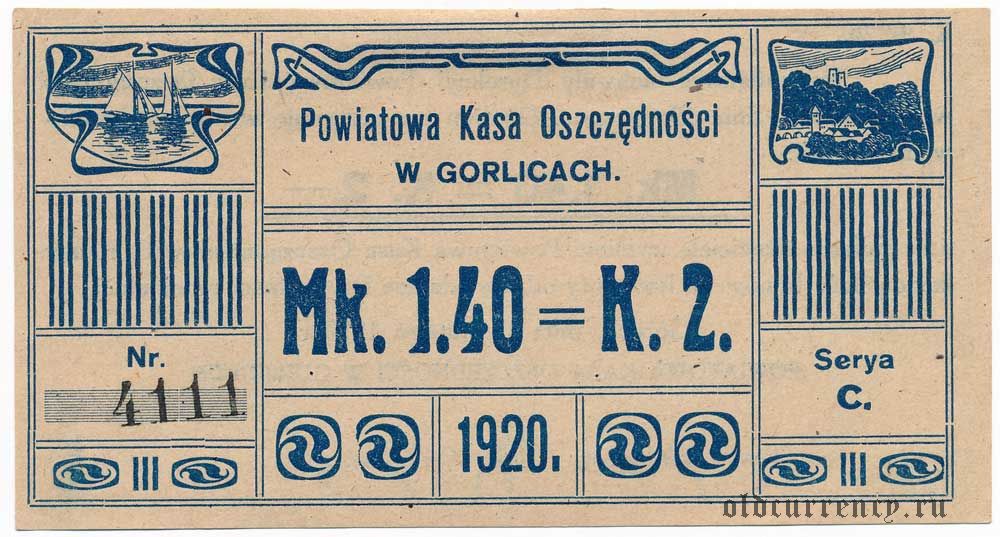 Powiatowa Kasa Oszczędności
W GORLICACH.
Mk. 1.40 = K. 2.
Nr.
4111
Serya
C.
1920.
oldcurrency.ru